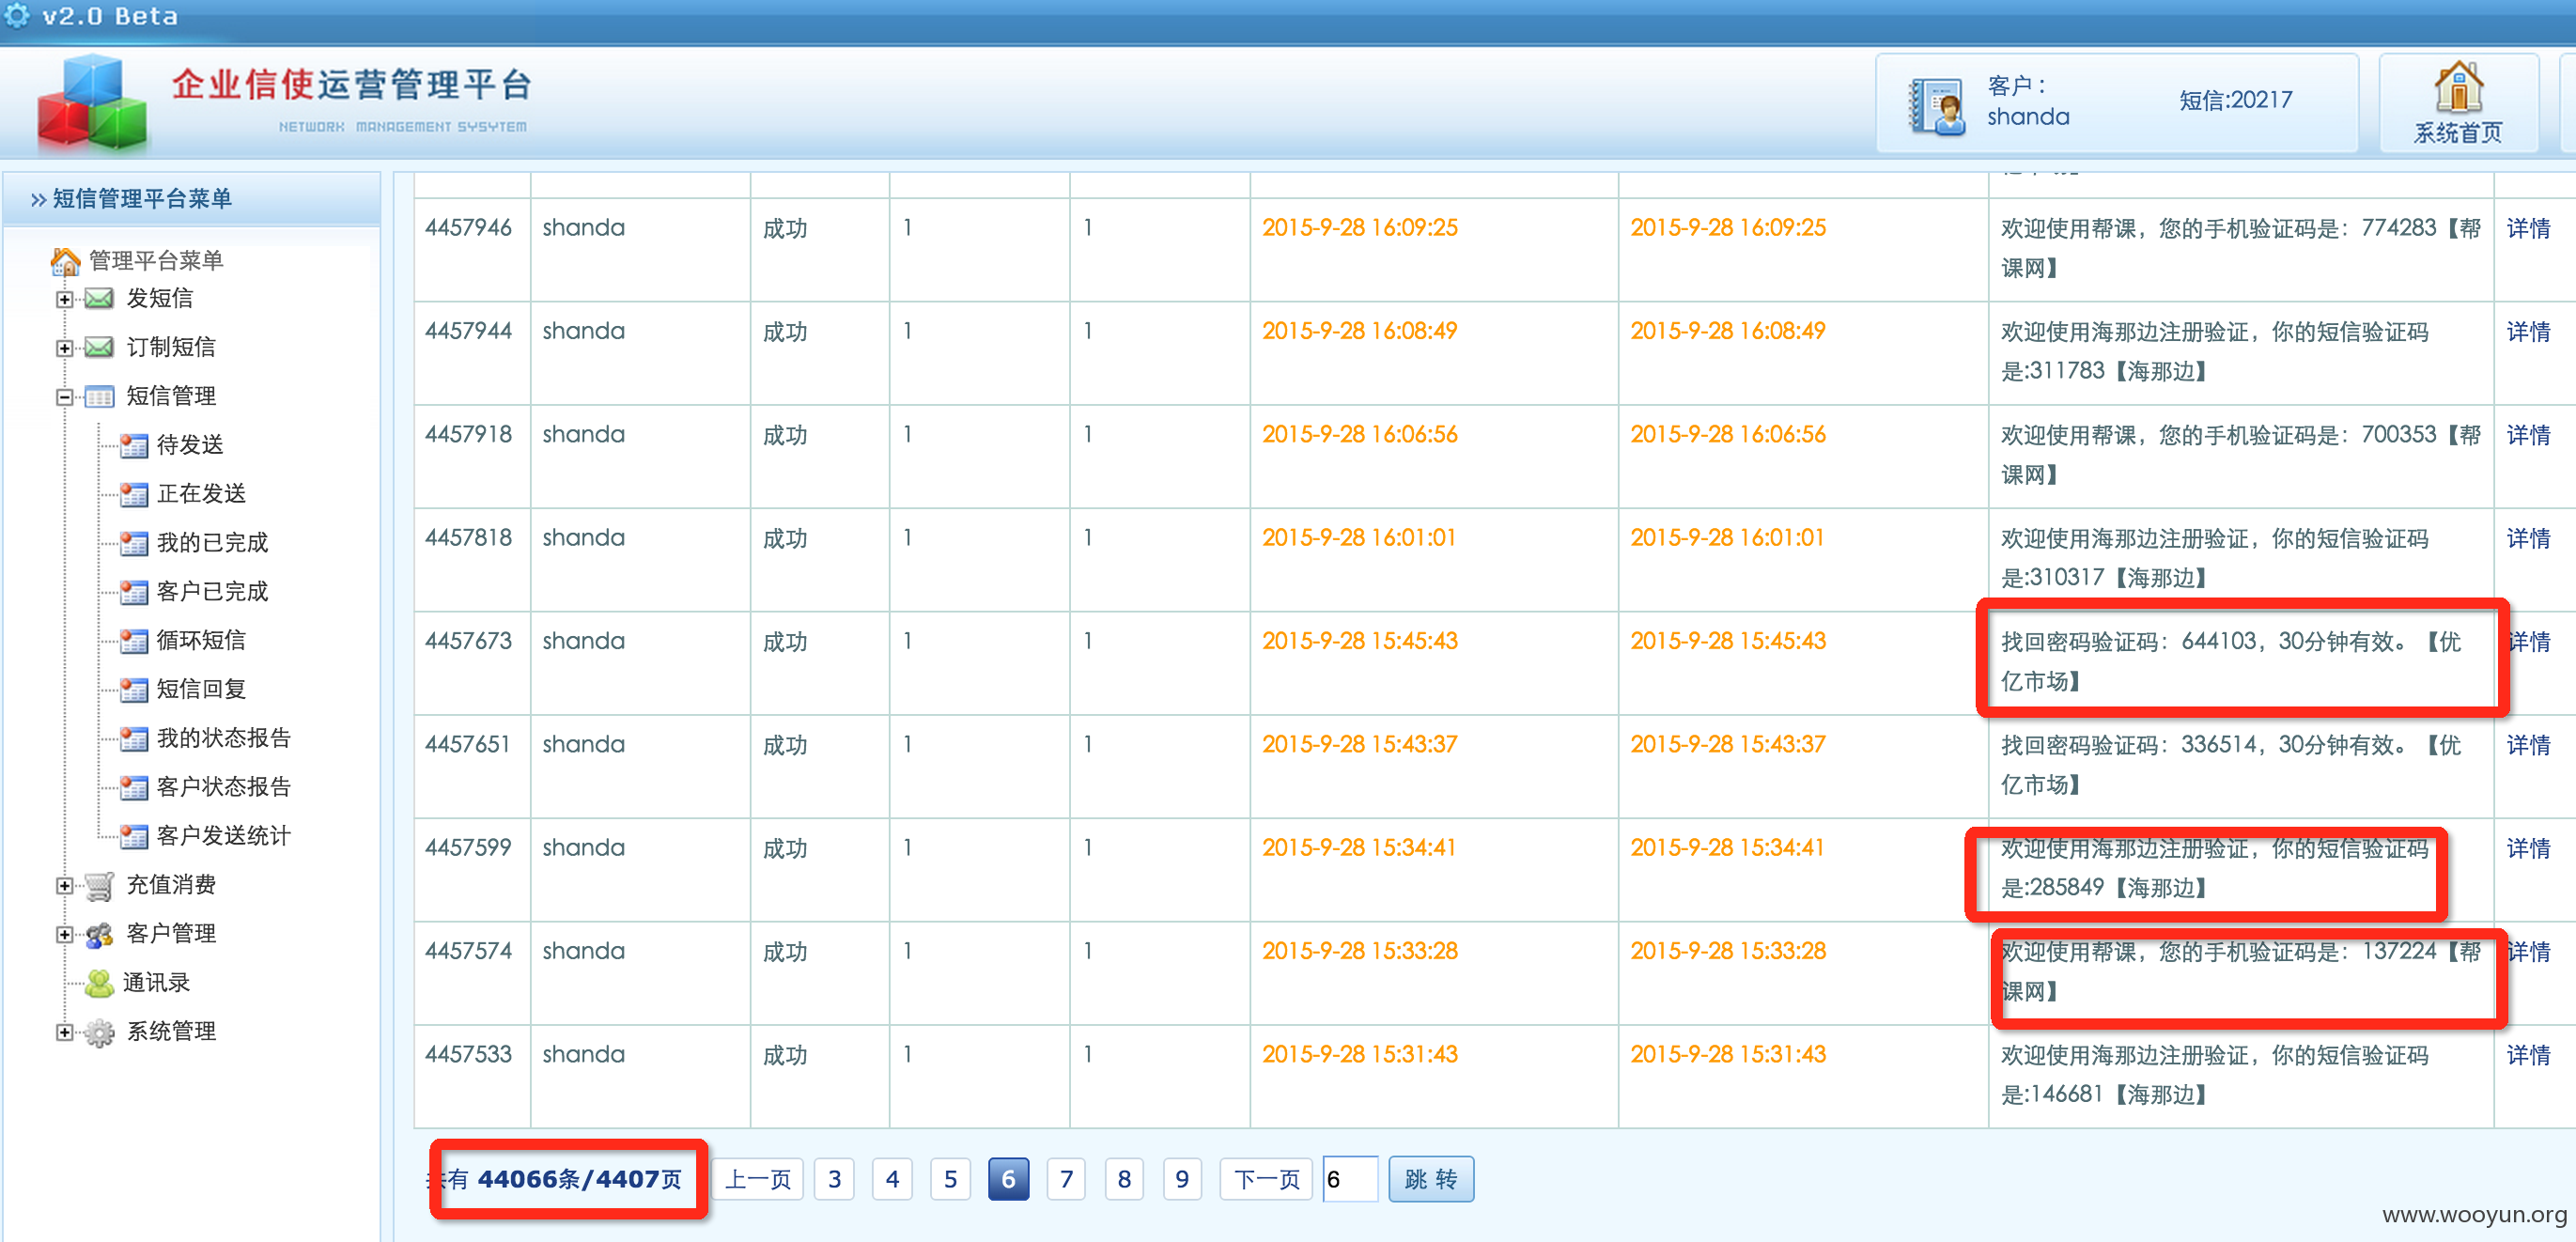 v2.0 Beta
企业信使运营管理平台
NETWORK MANAGEMENT SYSYTEM
客户：
shanda
短信:20217
系统首页
» 短信管理平台菜单
管理平台菜单
发短信
订制短信
短信管理
待发送
正在发送
我的已完成
客户已完成
循环短信
短信回复
我的状态报告
客户状态报告
客户发送统计
充值消费
客户管理
通讯录
系统管理
4457946 shanda 成功 1 1 2015-9-28 16:09:25 2015-9-28 16:09:25 欢迎使用帮课，您的手机验证码是：774283【帮 详情
课网】
4457944 shanda 成功 1 1 2015-9-28 16:08:49 2015-9-28 16:08:49 欢迎使用海那边注册验证，你的短信验证码 详情
是:311783【海那边】
4457918 shanda 成功 1 1 2015-9-28 16:06:56 2015-9-28 16:06:56 欢迎使用帮课，您的手机验证码是：700353【帮 详情
课网】
4457818 shanda 成功 1 1 2015-9-28 16:01:01 2015-9-28 16:01:01 欢迎使用海那边注册验证，你的短信验证码 详情
是:310317【海那边】
4457673 shanda 成功 1 1 2015-9-28 15:45:43 2015-9-28 15:45:43 找回密码验证码：644103，30分钟有效。【优 详情
亿市场】
4457651 shanda 成功 1 1 2015-9-28 15:43:37 2015-9-28 15:43:37 找回密码验证码：336514，30分钟有效。【优 详情
亿市场】
4457599 shanda 成功 1 1 2015-9-28 15:34:41 2015-9-28 15:34:41 欢迎使用海那边注册验证，你的短信验证码 详情
是:285849【海那边】
4457574 shanda 成功 1 1 2015-9-28 15:33:28 2015-9-28 15:33:28 欢迎使用帮课，您的手机验证码是：137224【帮 详情
课网】
4457533 shanda 成功 1 1 2015-9-28 15:31:43 2015-9-28 15:31:43 欢迎使用海那边注册验证，你的短信验证码 详情
是:146681【海那边】
共有 44066条/4407页 上一页 3 4 5 6 7 8 9 下一页 6 跳 转
www.wooyun.org